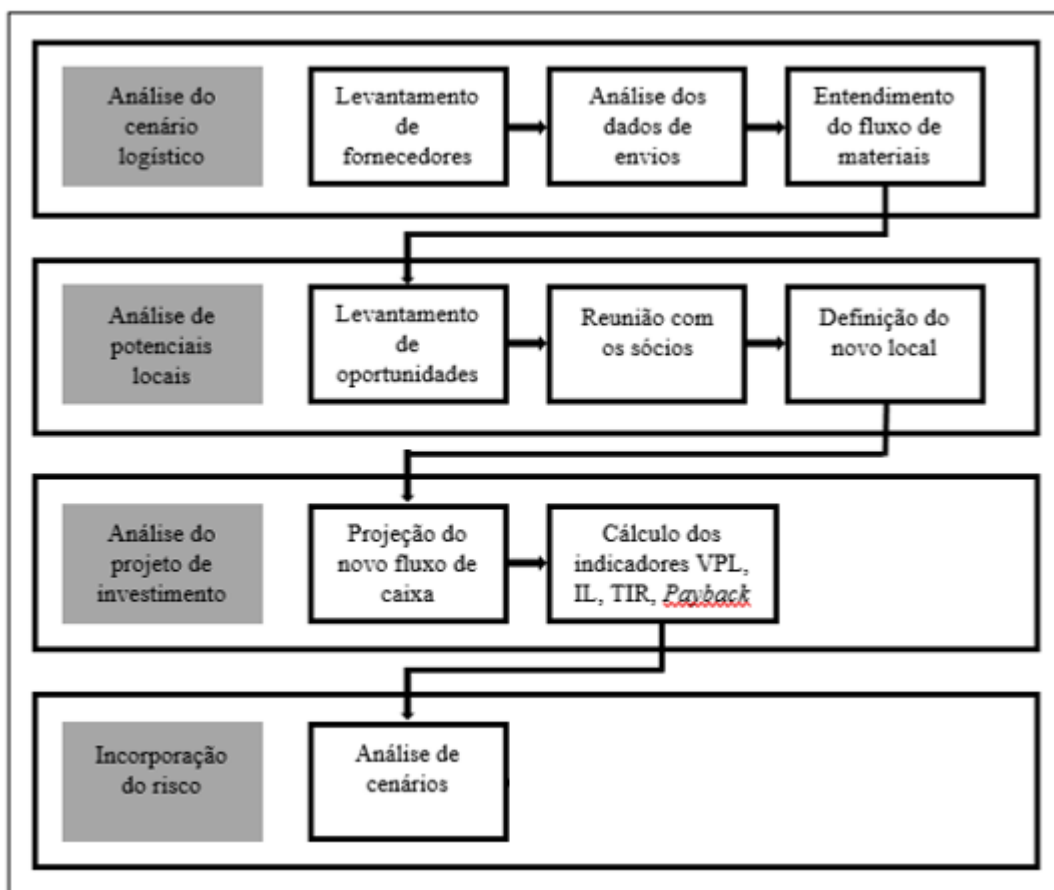 Análise do
cenário
logístico
Levantamento
de
fornecedores
Análise dos
dados de
envios
Entendimento
do fluxo de
materiais
Análise de
potenciais
locais
Levantamento
de
oportunidades
Reunião com
os sócios
Definição do
novo local
Análise do
projeto de
investimento
Projeção do
novo fluxo de
caixa
Cálculo dos
indicadores VPL,
IL, TIR, Payback
Incorporação
do risco
Análise de
cenários